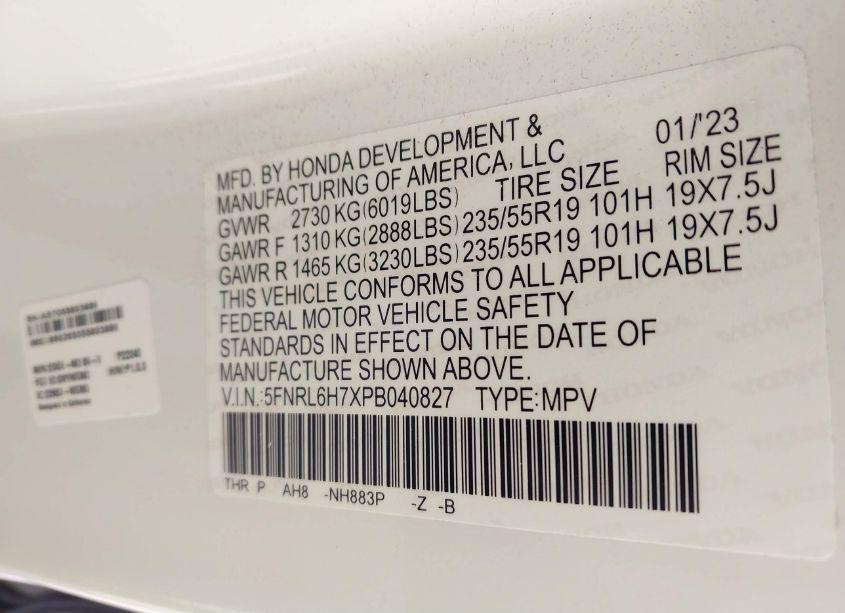 MFD. BY HONDA DEVELOPMENT & 01/'23
MANUFACTURING OF AMERICA, LLC RIM SIZE
GVWR 2730 KG(6019LBS) TIRE SIZE
GAWR F 1310 KG(2888LBS) 235/55R19 101H 19X7.5J
GAWR R 1465 KG(3230LBS) 235/55R19 101H 19X7.5J
THIS VEHICLE CONFORMS TO ALL APPLICABLE
FEDERAL MOTOR VEHICLE SAFETY
STANDARDS IN EFFECT ON THE DATE OF
MANUFACTURE SHOWN ABOVE.
V.I.N.:5FNRL6H7XPB040827 TYPE:MPV
THR P AH8 -NH883P -Z -B